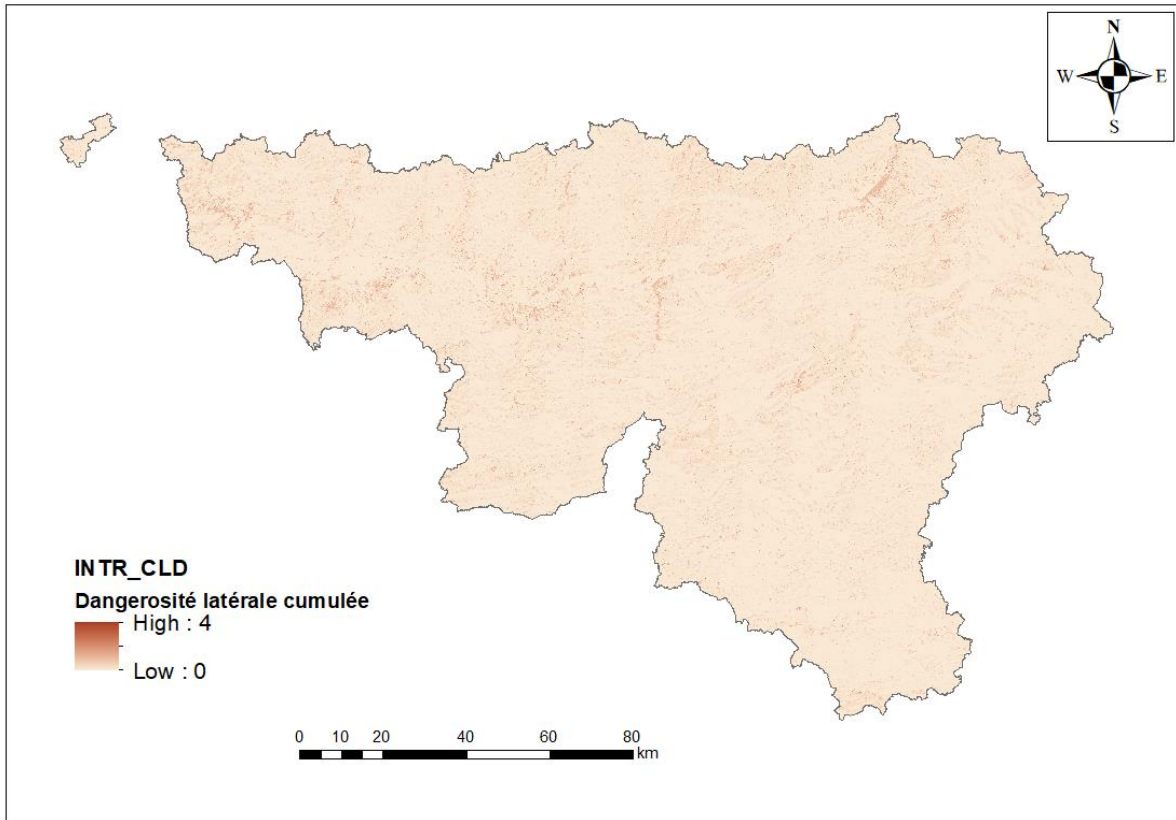 N
W E
S
INTR_CLD
Dangerosité latérale cumulée
High : 4
Low : 0
0 10 20 40 60 80
km